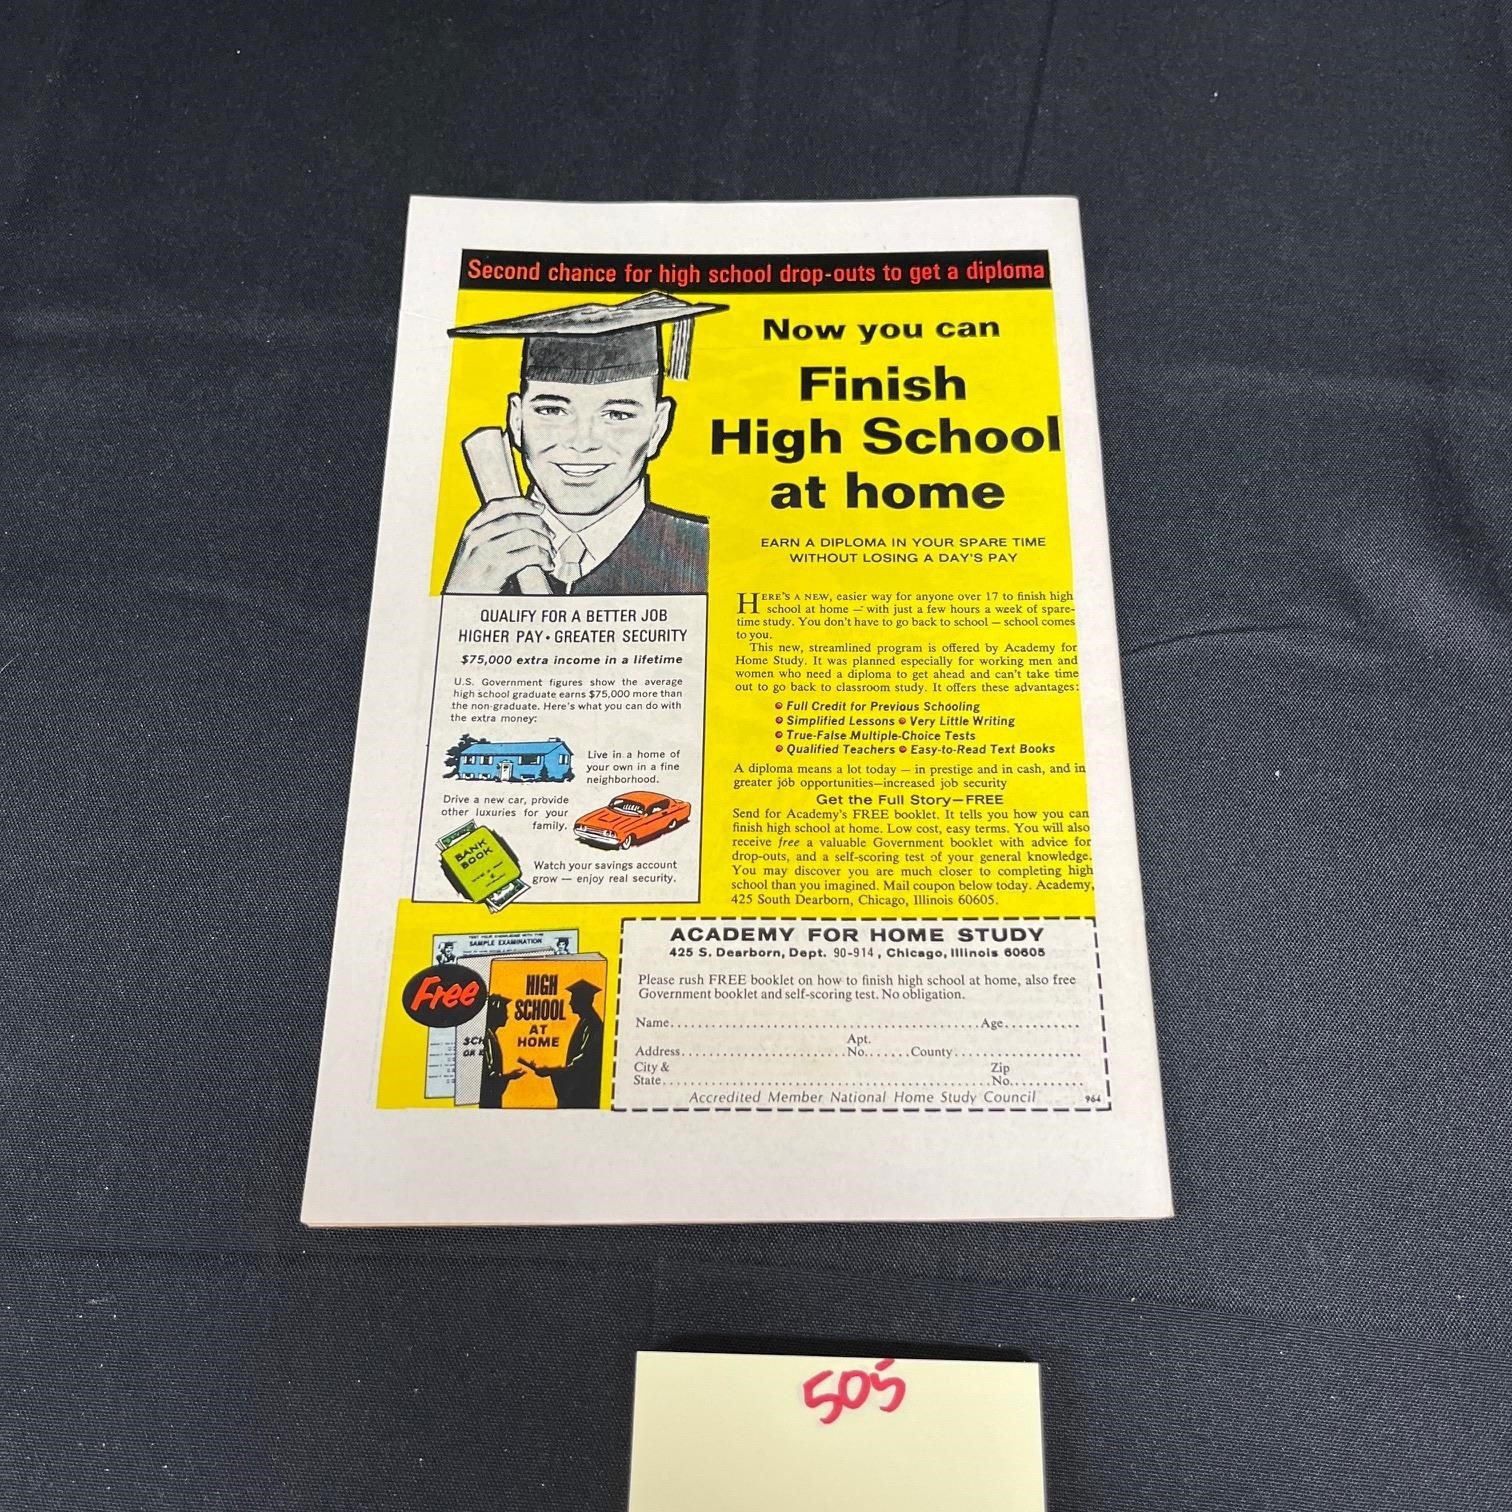 Second chance for high school drop-outs to get a diploma
Now you can
Finish
High School
at home
EARN A DIPLOMA IN YOUR SPARE TIME
WITHOUT LOSING A DAY'S PAY
HERE'S A NEW, easier way for anyone over 17 to finish high
school at home — with just a few hours a week of spare-
time study. You don't have to go back to school — school comes
to you.
This new, streamlined program is offered by Academy for
Home Study. It was planned especially for working men and
women who need a diploma to get ahead and can't take time
out to go back to classroom study. It offers these advantages:
Full Credit for Previous Schooling
Simplified Lessons • Very Little Writing
True-False Multiple-Choice Tests
Qualified Teachers • Easy-to-Read Text Books
A diploma means a lot today — in prestige and in cash, and in
greater job opportunities—increased job security
Get the Full Story—FREE
Send for Academy's FREE booklet. It tells you how you can
finish high school at home. Low cost, easy terms. You will also
receive free a valuable Government booklet with advice for
drop-outs, and a self-scoring test of your general knowledge.
You may discover you are much closer to completing high
school than you imagined. Mail coupon below today. Academy,
425 South Dearborn, Chicago, Illinois 60605.
QUALIFY FOR A BETTER JOB
HIGHER PAY • GREATER SECURITY
$75,000 extra income in a lifetime
U.S. Government figures show the average
high school graduate earns $75,000 more than
the non-graduate. Here's what you can do with
the extra money:
Live in a home of
your own in a fine
neighborhood.
Drive a new car, provide
other luxuries for your
family.
BANK
BOOK
Watch your savings account
grow — enjoy real security.
SAMPLE EXAMINATION
Free
HIGH
SCHOOL
AT
HOME
ACADEMY FOR HOME STUDY
425 S. Dearborn, Dept. 90-914, Chicago, Illinois 60605
Please rush FREE booklet on how to finish high school at home, also free
Government booklet and self-scoring test. No obligation.
Name..........Age..........
Apt.
Address..........No.......County..........
City & Zip
State..........No..........
Accredited Member National Home Study Council 964
505